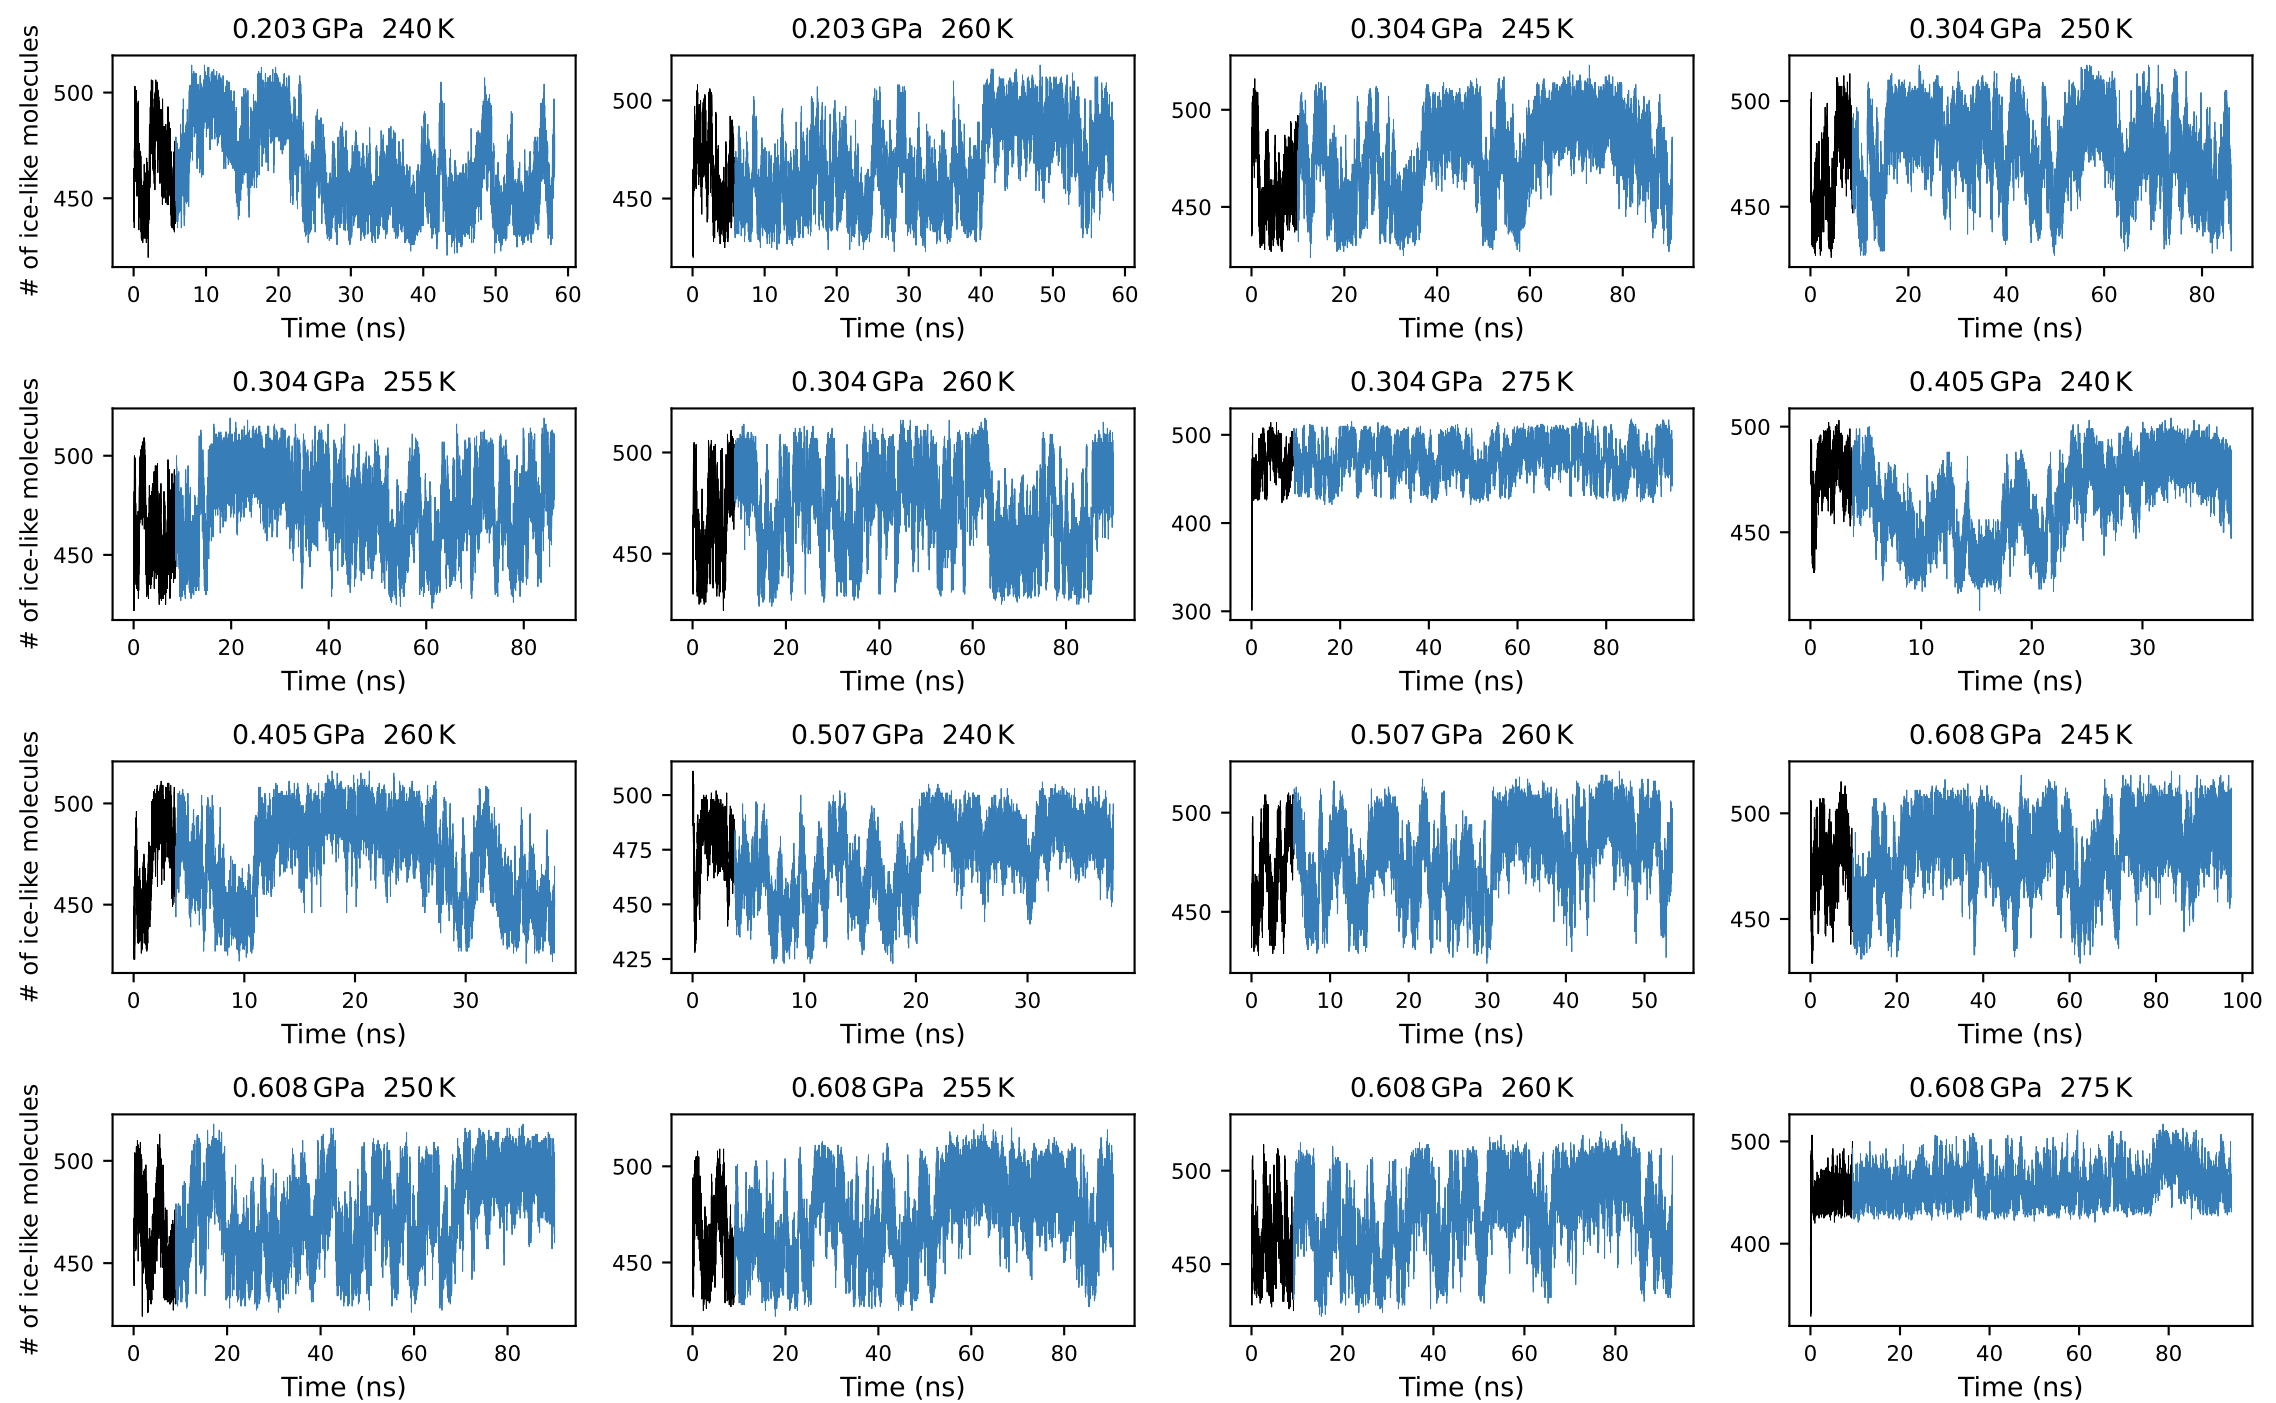 0.203 GPa 240 K
0.203 GPa 260 K
0.304 GPa 245 K
0.304 GPa 250 K
# of ice-like molecules
500
450
0 10 20 30 40 50 60
Time (ns)
500
450
0 10 20 30 40 50 60
Time (ns)
500
450
0 20 40 60 80
Time (ns)
500
450
0 20 40 60 80
Time (ns)
0.304 GPa 255 K
0.304 GPa 260 K
0.304 GPa 275 K
0.405 GPa 240 K
# of ice-like molecules
500
450
0 20 40 60 80
Time (ns)
500
450
0 20 40 60 80
Time (ns)
500
400
300
0 20 40 60 80
Time (ns)
500
450
0 10 20 30
Time (ns)
0.405 GPa 260 K
0.507 GPa 240 K
0.507 GPa 260 K
0.608 GPa 245 K
# of ice-like molecules
500
450
0 10 20 30
Time (ns)
500
475
450
425
0 10 20 30
Time (ns)
500
450
0 10 20 30 40 50
Time (ns)
500
450
0 20 40 60 80 100
Time (ns)
0.608 GPa 250 K
0.608 GPa 255 K
0.608 GPa 260 K
0.608 GPa 275 K
# of ice-like molecules
500
450
0 20 40 60 80
Time (ns)
500
450
0 20 40 60 80
Time (ns)
500
450
0 20 40 60 80
Time (ns)
500
400
0 20 40 60 80
Time (ns)